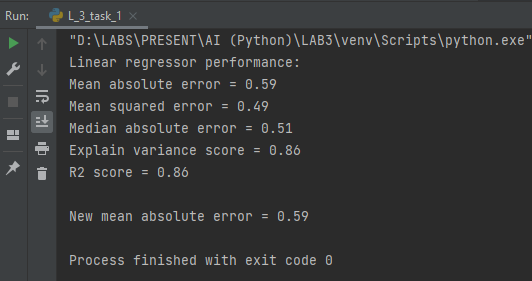 Run: L_3_task_1
"D:\LABS\PRESENT\AI (Python)\LAB3\venv\Scripts\python.exe"
Linear regressor performance:
Mean absolute error = 0.59
Mean squared error = 0.49
Median absolute error = 0.51
Explain variance score = 0.86
R2 score = 0.86
New mean absolute error = 0.59
Process finished with exit code 0